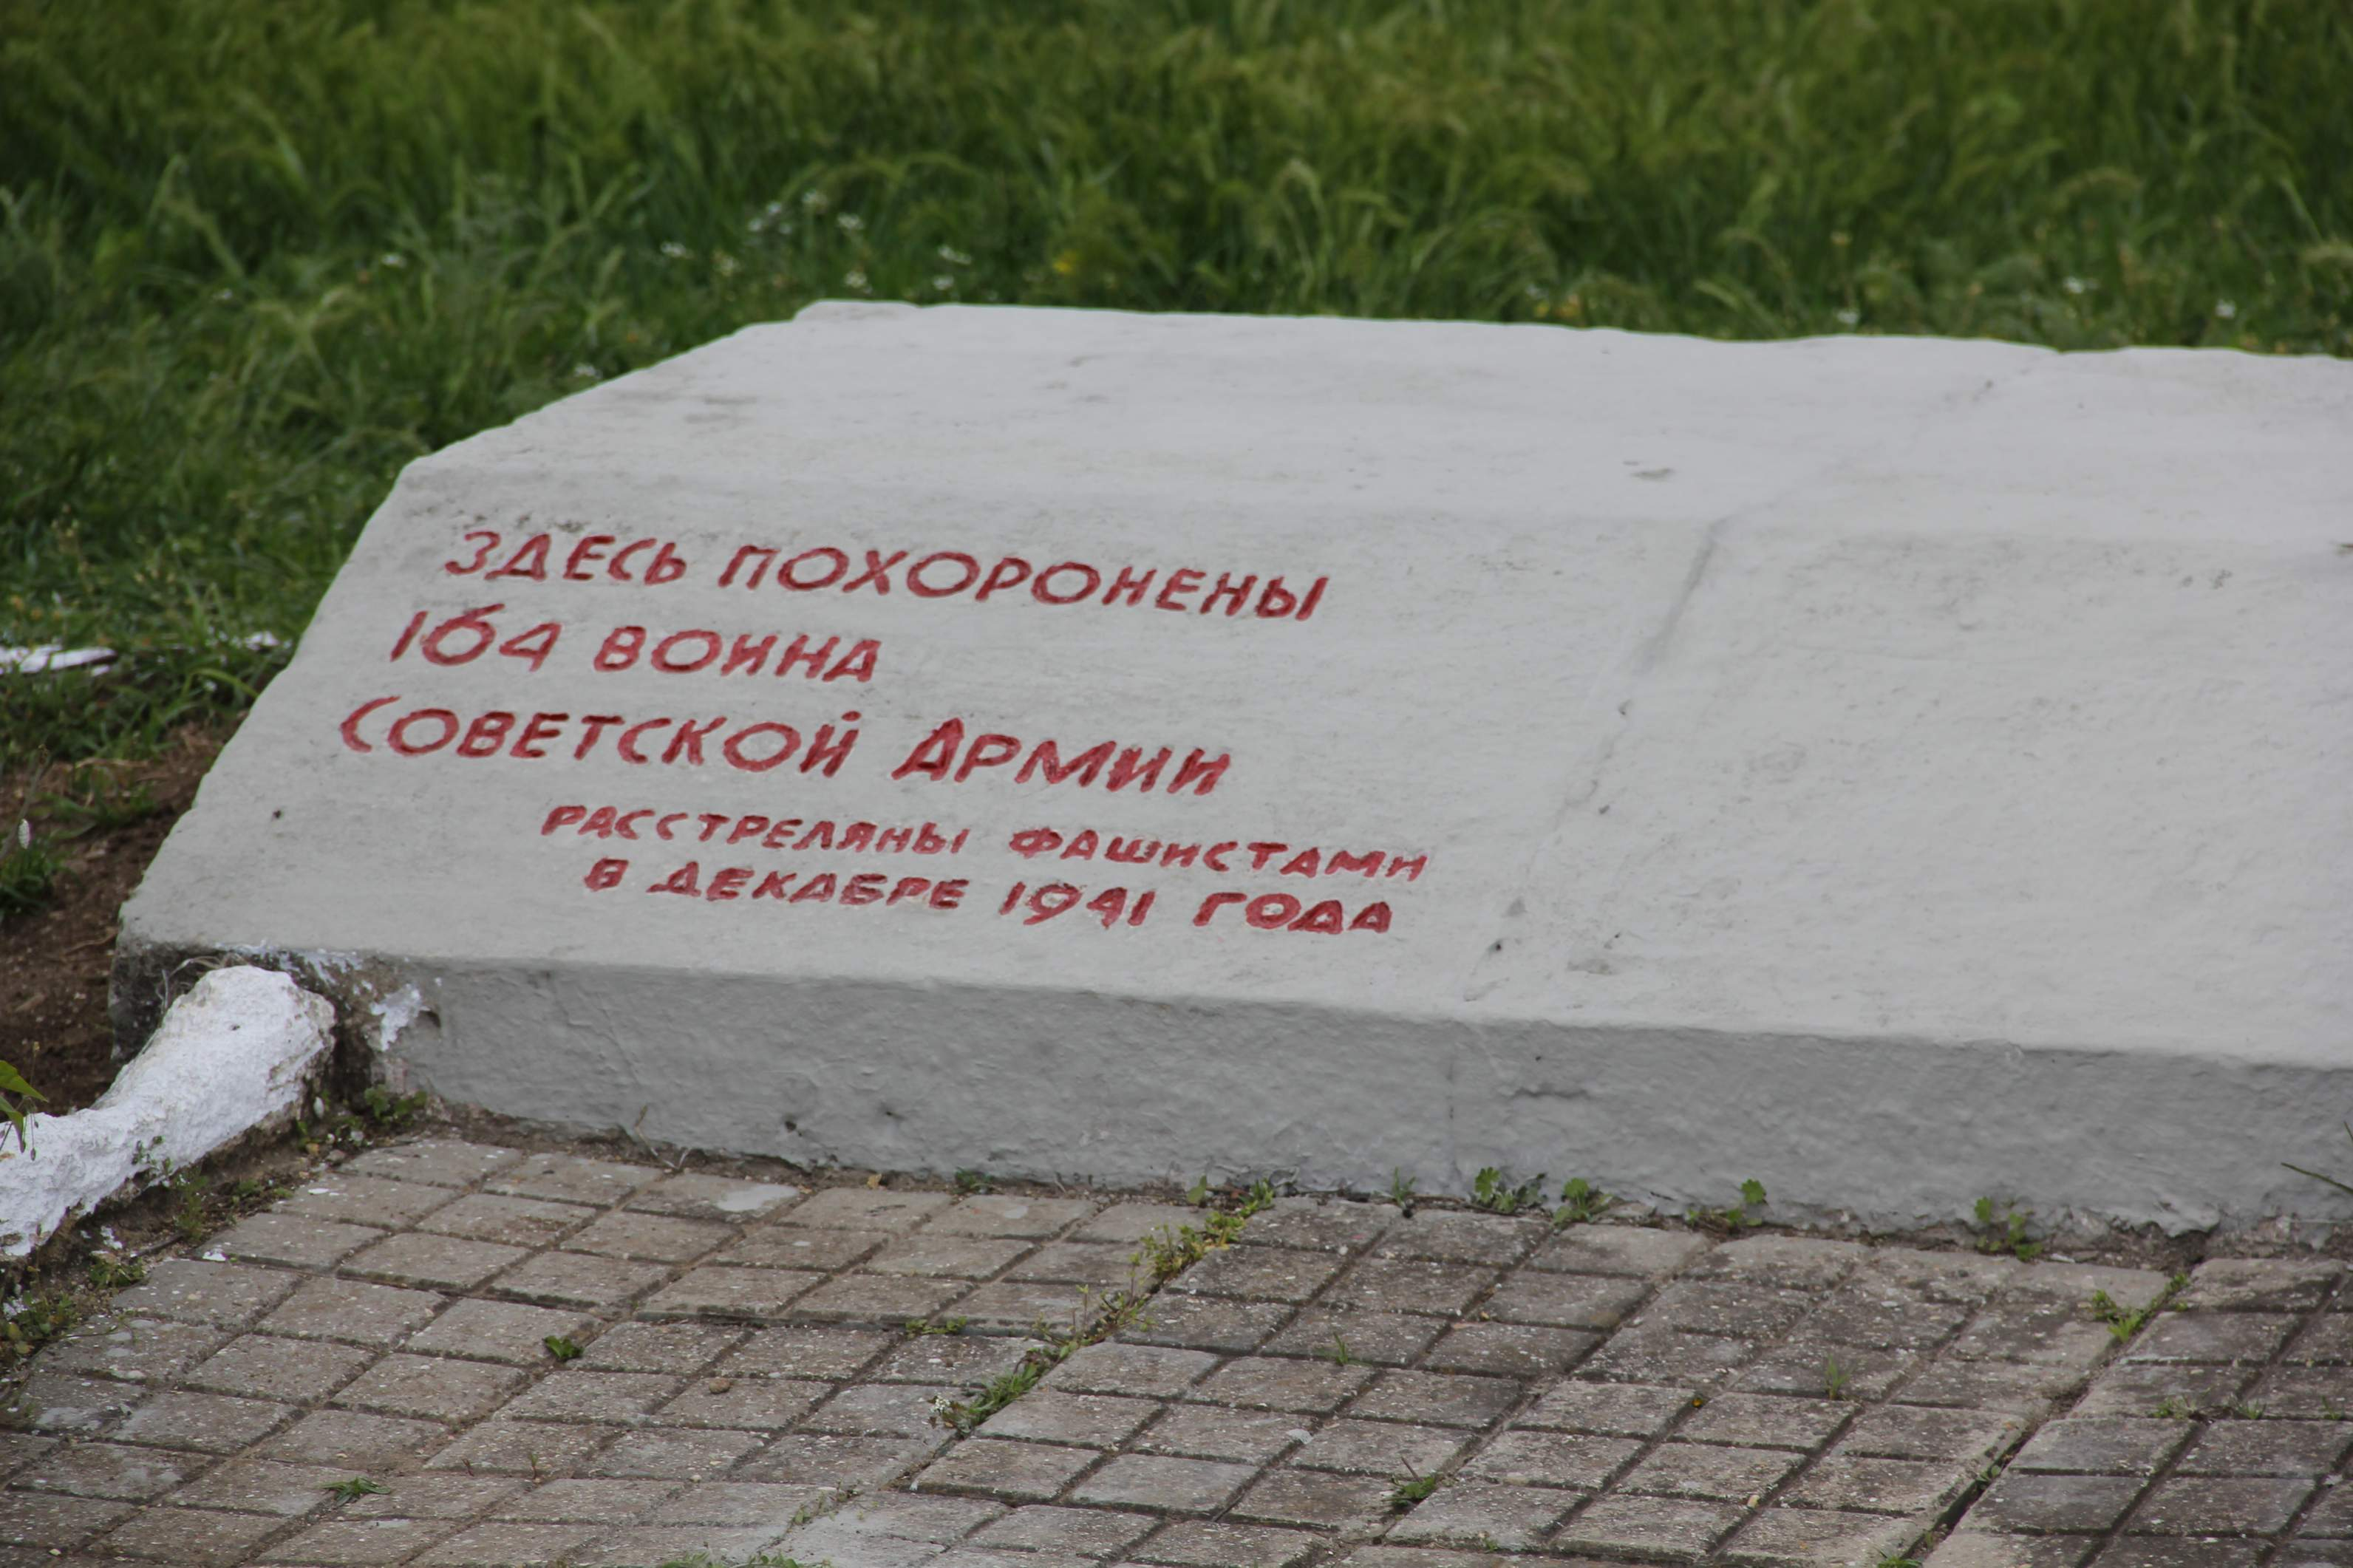 ЗДЕСЬ ПОХОРОНЕНЫ
164 ВОИНА
СОВЕТСКОЙ АРМИИ
РАССТРЕЛЯНЫ ФАШИСТАМИ
В ДЕКАБРЕ 1941 ГОДА